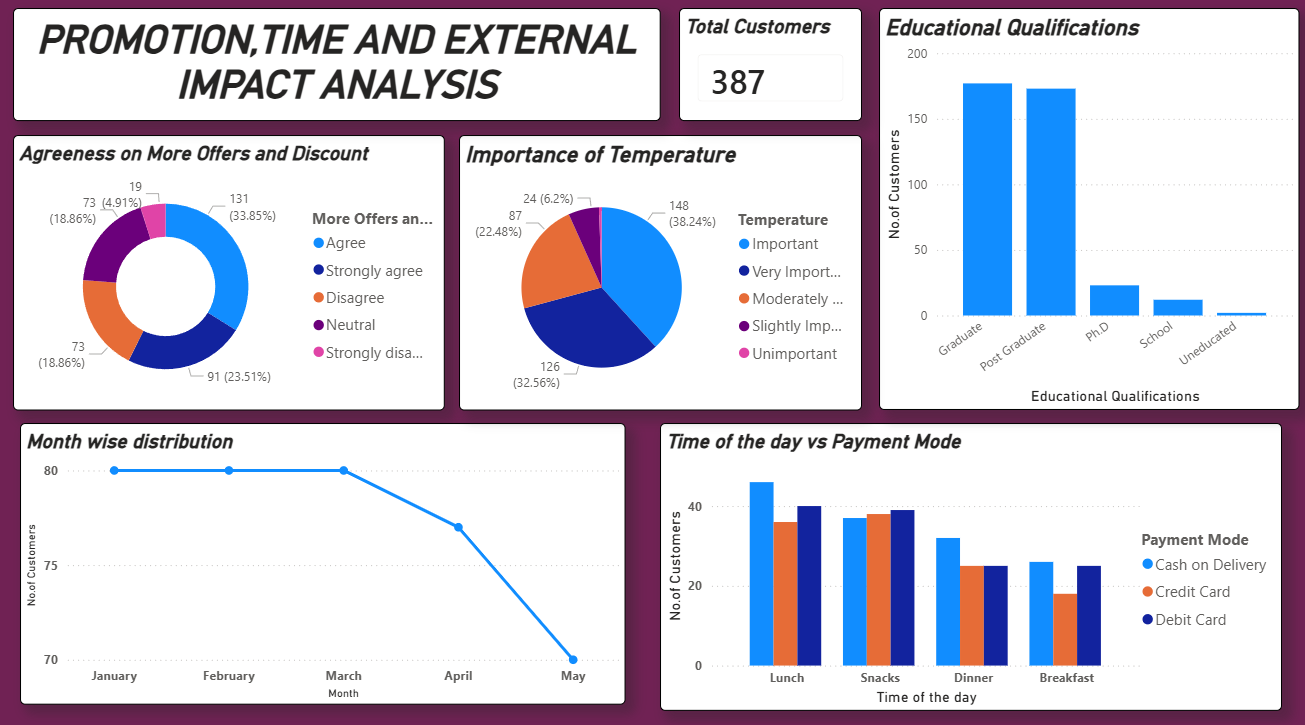 PROMOTION,TIME AND EXTERNAL
IMPACT ANALYSIS
Total Customers
387
Educational Qualifications
200
150
100
50
0
No.of Customers
Graduate
Post Graduate
Ph.D
School
Uneducated
Educational Qualifications
Agreeness on More Offers and Discount
19
(4.91%)
73
(18.86%)
131
(33.85%)
73
(18.86%)
91 (23.51%)
More Offers an...
Agree
Strongly agree
Disagree
Neutral
Strongly disa...
Importance of Temperature
24 (6.2%)
87
(22.48%)
148
(38.24%)
126
(32.56%)
Temperature
Important
Very Import...
Moderately ...
Slightly Imp...
Unimportant
Month wise distribution
80
75
70
No.of Customers
January
February
March
April
May
Month
Time of the day vs Payment Mode
40
20
0
No.of Customers
Lunch
Snacks
Dinner
Breakfast
Time of the day
Payment Mode
Cash on Delivery
Credit Card
Debit Card